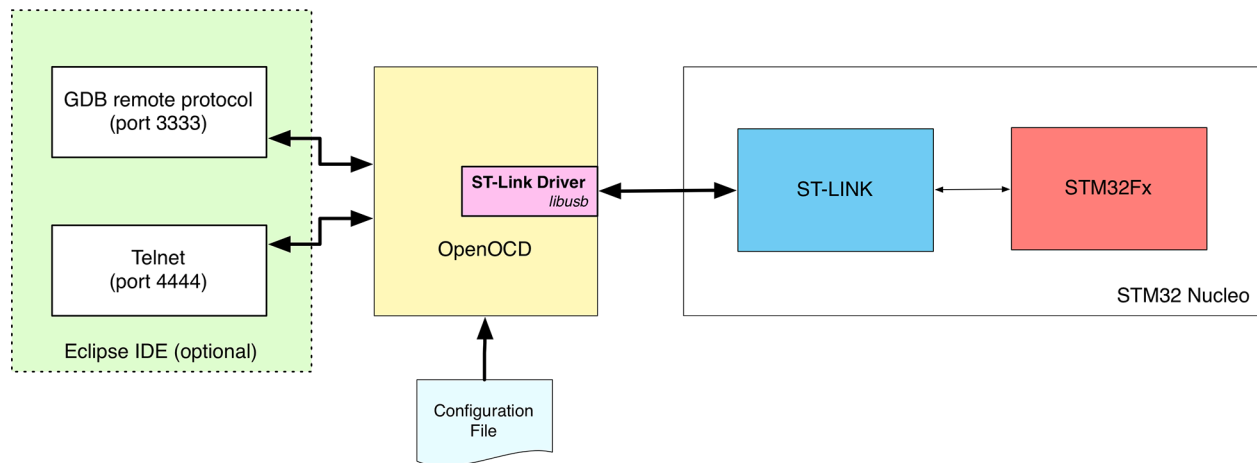 GDB remote protocol
(port 3333)
Telnet
(port 4444)
Eclipse IDE (optional)
ST-Link Driver
libusb
OpenOCD
Configuration
File
ST-LINK
STM32Fx
STM32 Nucleo